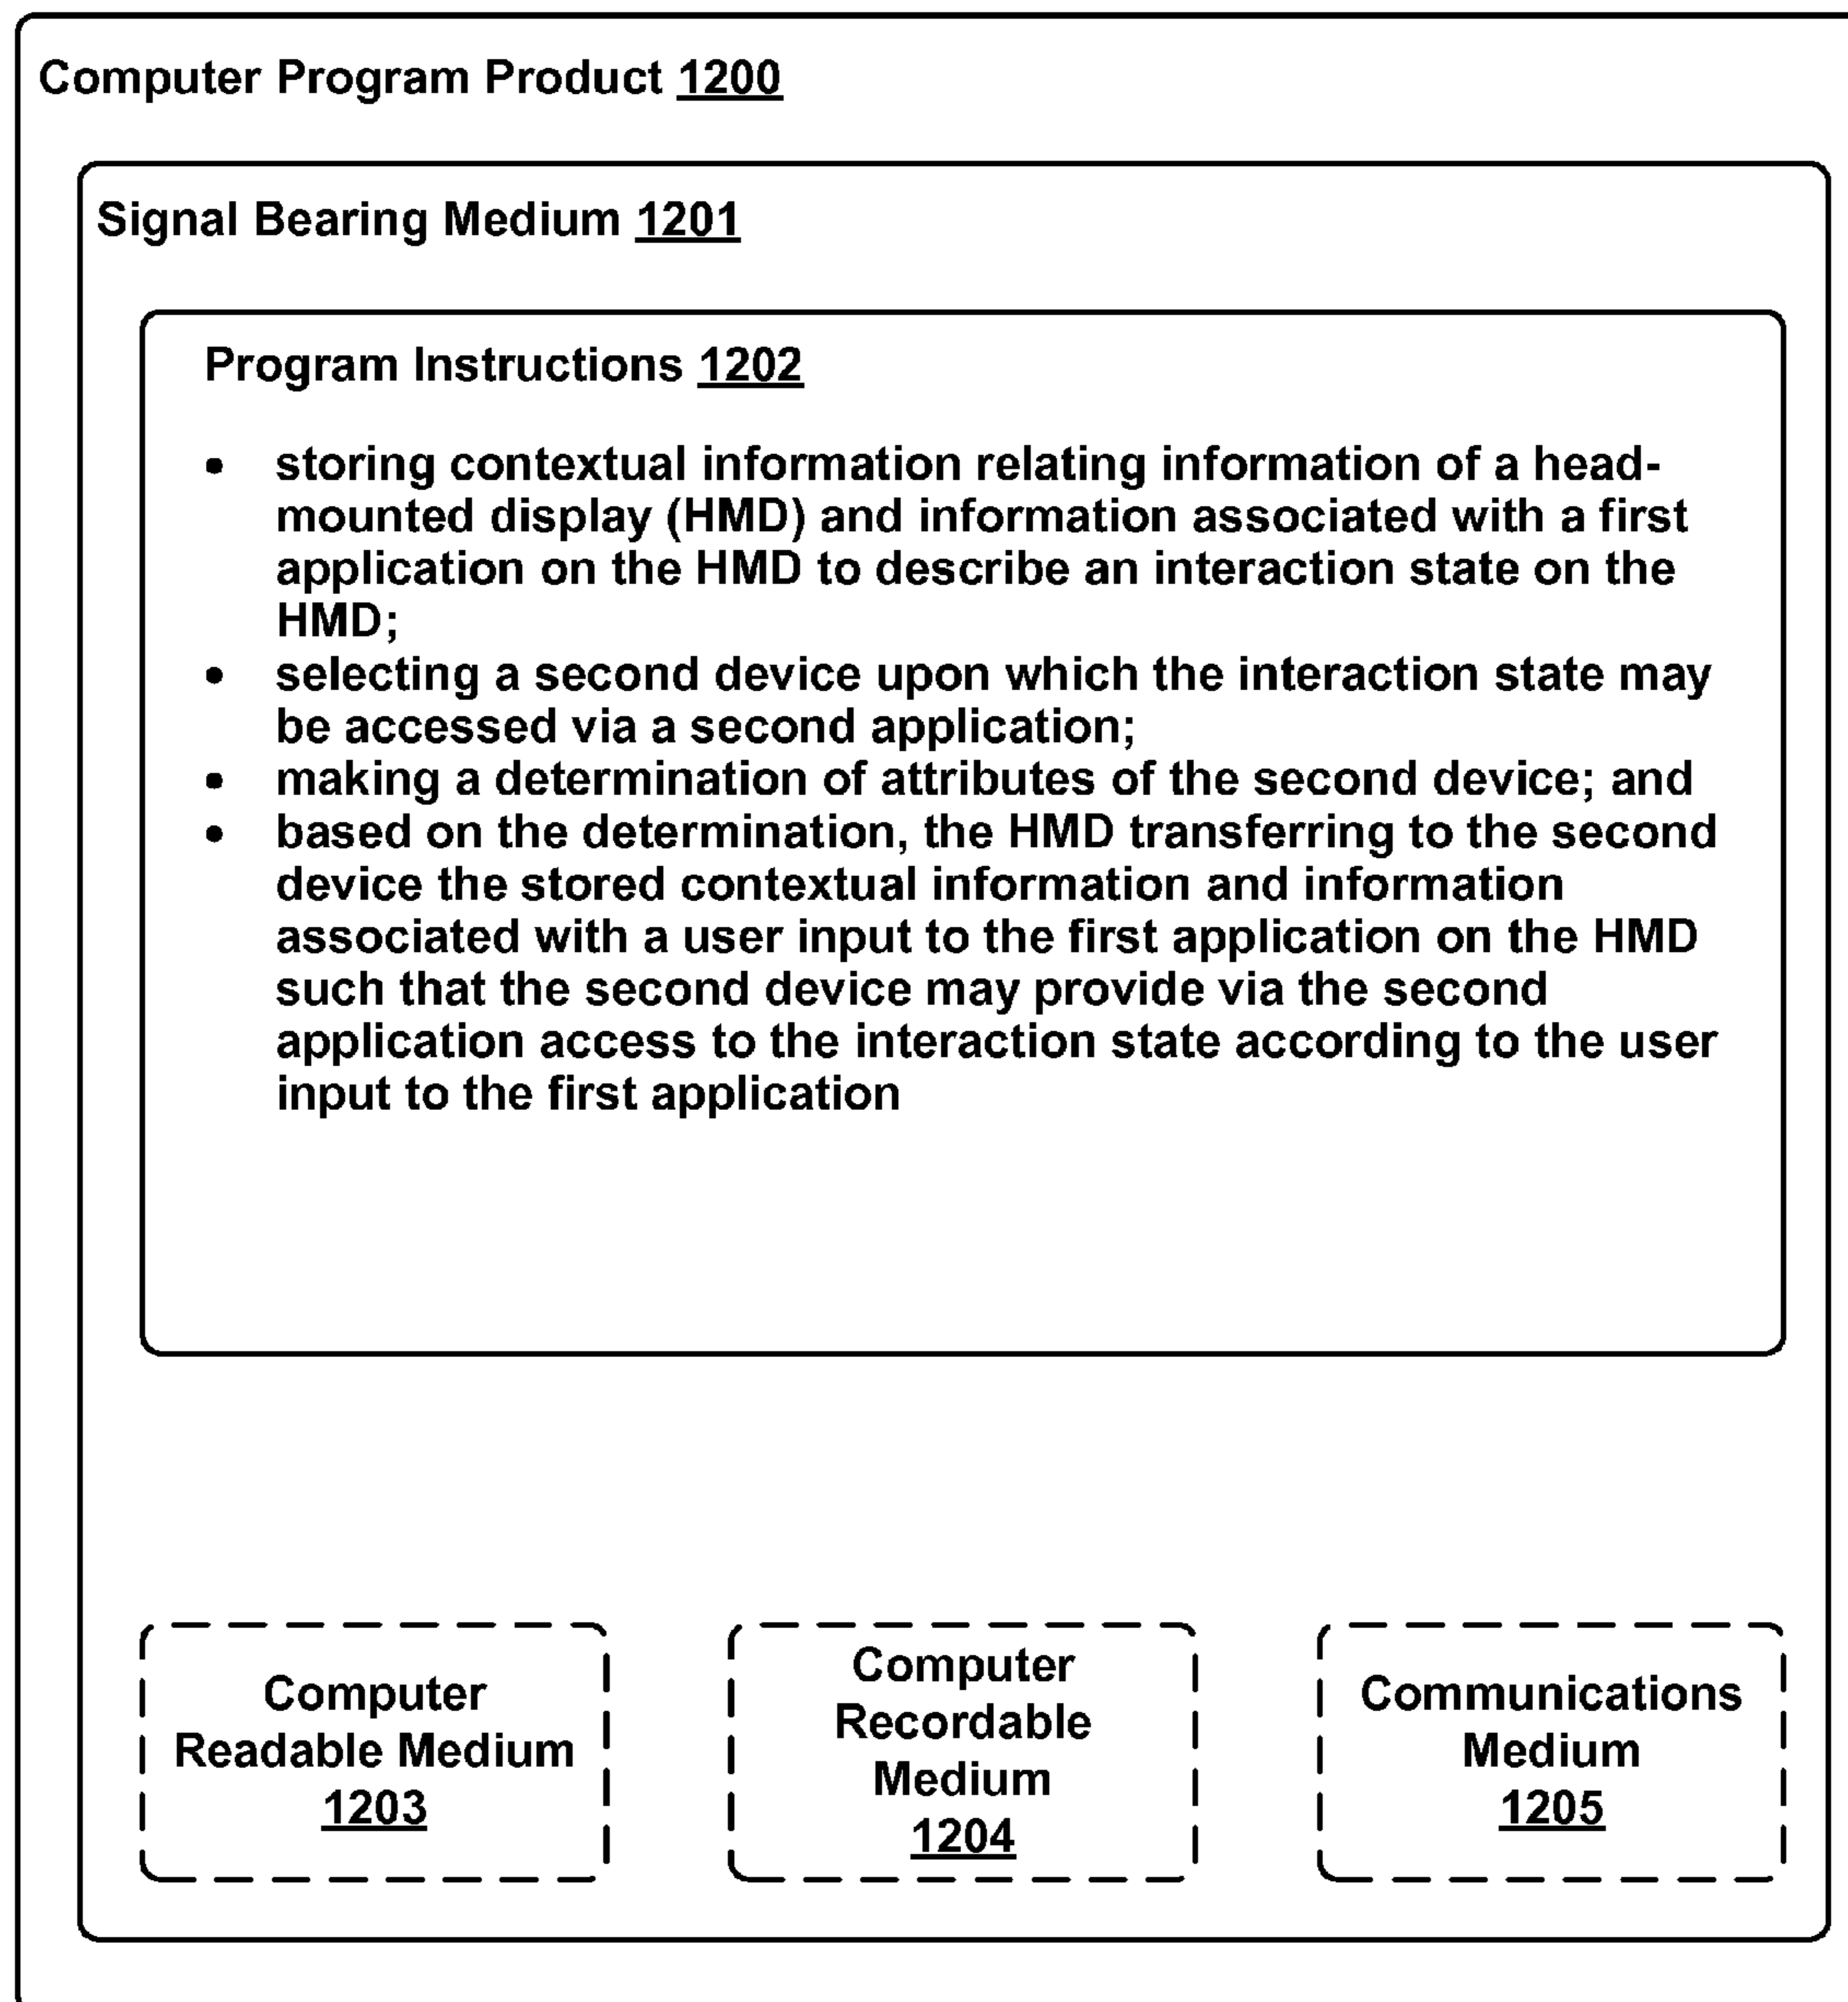 Computer Program Product 1200
Signal Bearing Medium 1201
Program Instructions 1202
• storing contextual information relating information of a head-
mounted display (HMD) and information associated with a first
application on the HMD to describe an interaction state on the
HMD;
• selecting a second device upon which the interaction state may
be accessed via a second application;
• making a determination of attributes of the second device; and
• based on the determination, the HMD transferring to the second
device the stored contextual information and information
associated with a user input to the first application on the HMD
such that the second device may provide via the second
application access to the interaction state according to the user
input to the first application
Computer
Readable Medium
1203
Computer
Recordable
Medium
1204
Communications
Medium
1205